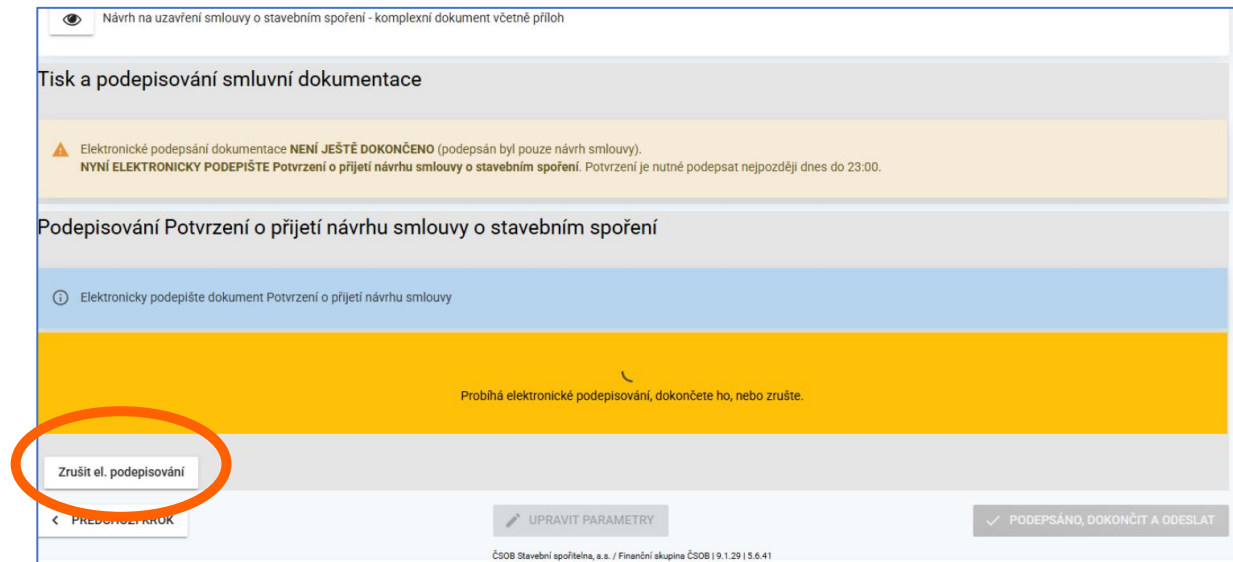 Návrh na uzavření smlouvy o stavebním spoření - komplexní dokument včetně příloh
Tisk a podepisování smluvní dokumentace
Elektronické podepsání dokumentace NENÍ JEŠTĚ DOKONČENO (podepsán byl pouze návrh smlouvy).
NYNÍ ELEKTRONICKY PODEPIŠTE Potvrzení o přijetí návrhu smlouvy o stavebním spoření. Potvrzení je nutné podepsat nejpozději dnes do 23:00.
Podepisování Potvrzení o přijetí návrhu smlouvy o stavebním spoření
Elektronicky podepište dokument Potvrzení o přijetí návrhu smlouvy
Probíhá elektronické podepisování, dokončete ho, nebo zrušte.
Zrušit el. podepisování
PŘEDCHOZÍ KROK
UPRAVIT PARAMETRY
PODEPSÁNO, DOKONČIT A ODESLAT
ČSOB Stavební spořitelna, a.s. / Finanční skupina ČSOB | 9.1.29 | 5.6.41